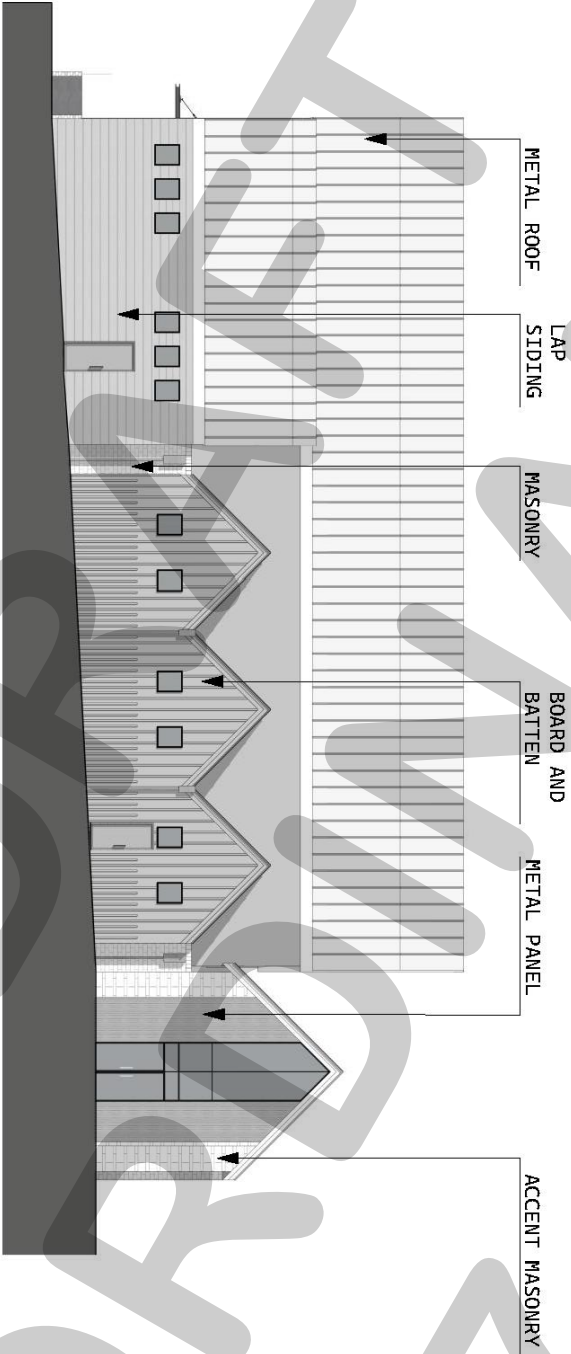 METAL ROOF
LAP
SIDING
MASONRY
BOARD AND
BATTEN
METAL PANEL
ACCENT MASONRY
DRAFT